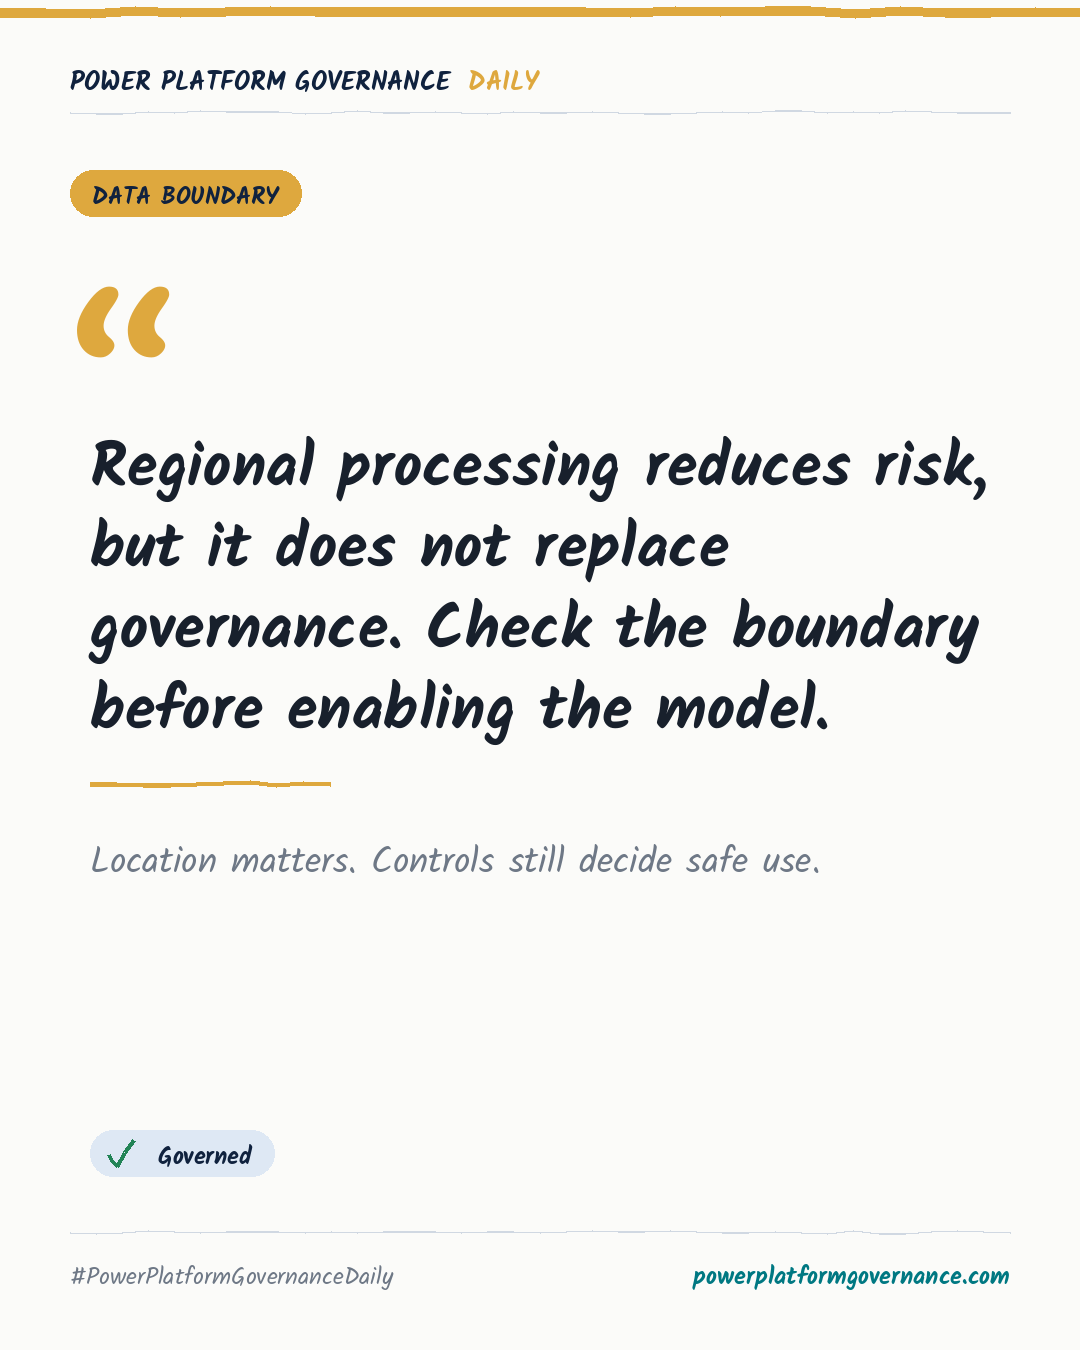 POWER PLATFORM GOVERNANCE DAILY
DATA BOUNDARY
“
Regional processing reduces risk,
but it does not replace
governance. Check the boundary
before enabling the model.
Location matters. Controls still decide safe use.
✓ Governed
#PowerPlatformGovernanceDaily
powerplatformgovernance.com